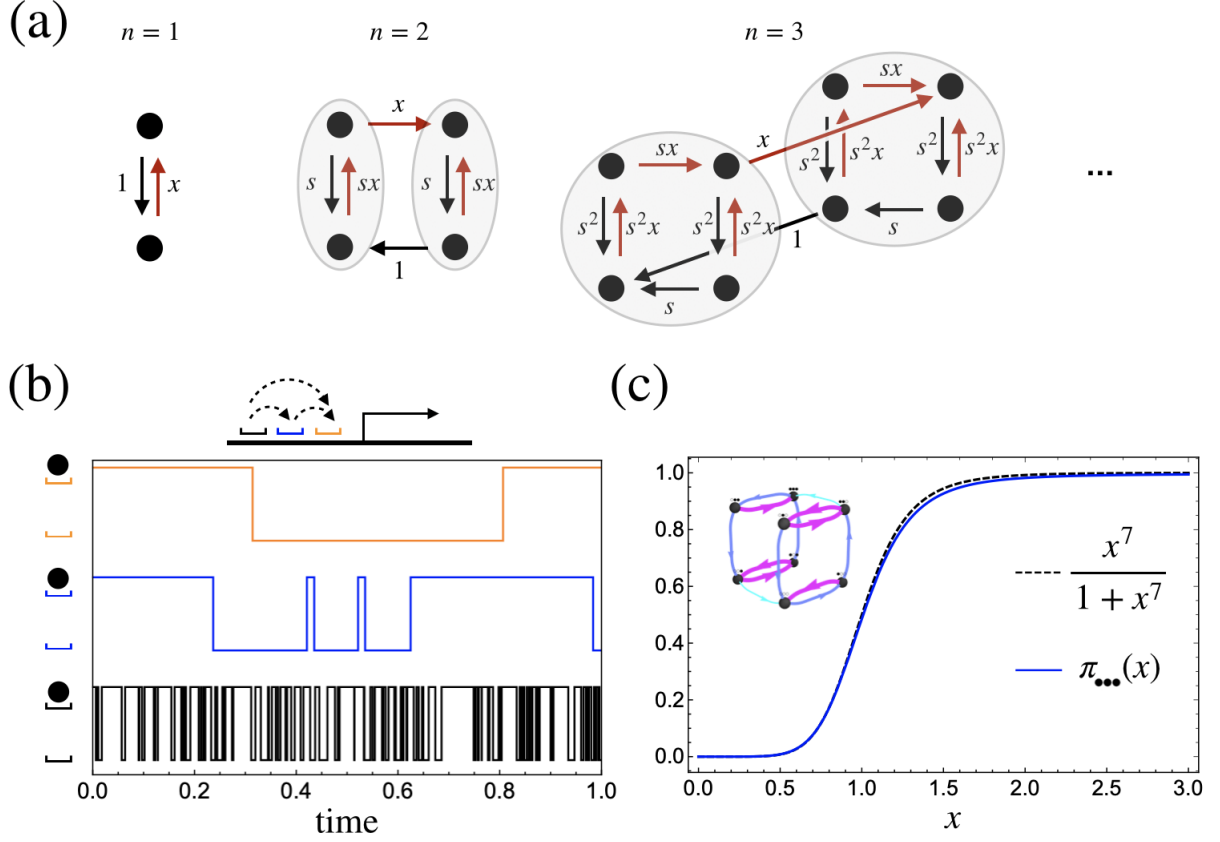 (a)
n = 1
n = 2
n = 3
1
x
x
s
sx
s
sx
1
sx
x
sx
s²
s²x
s²
s²x
s²
s²x
s²
s²x
1
s
s
...
(b)
0.0
0.2
0.4
0.6
0.8
1.0
time
(c)
1.0
0.8
0.6
0.4
0.2
0.0
x⁷
1 + x⁷
π•••(x)
0.0
0.5
1.0
1.5
2.0
2.5
3.0
x